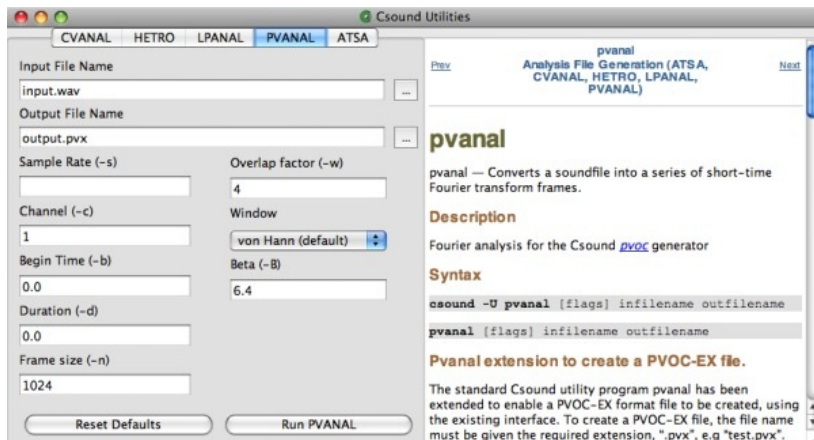 Csound Utilities
CVANAL HETRO LPANAL PVANAL ATSA
Input File Name
input.wav
...
Output File Name
output.pvx
...
Sample Rate (-s)
Overlap factor (-w)
4
Channel (-c)
1
Window
von Hann (default)
Begin Time (-b)
0.0
Beta (-B)
6.4
Duration (-d)
0.0
Frame size (-n)
1024
Reset Defaults
Run PVANAL
Prev
pvanal
Analysis File Generation (ATSA,
CVANAL, HETRO, LPANAL,
PVANAL)
Next
pvanal
pvanal — Converts a soundfile into a series of short-time
Fourier transform frames.
Description
Fourier analysis for the Csound pvoc generator
Syntax
csound -U pvanal [flags] infilename outfilename
pvanal [flags] infilename outfilename
Pvanal extension to create a PVOC-EX file.
The standard Csound utility program pvanal has been
extended to enable a PVOC-EX format file to be created, using
the existing interface. To create a PVOC-EX file, the file name
must be given the required extension, ".pvx", e.g "test.pvx".